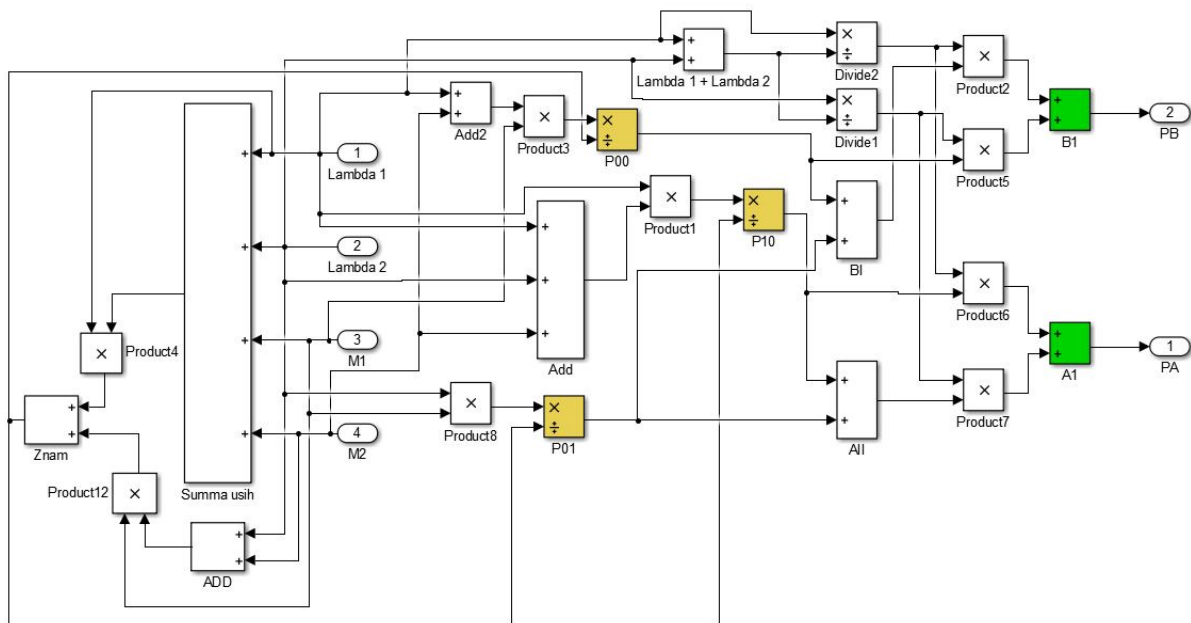 Lambda 1 + Lambda 2
Divide2
Product2
Add2
Product3
P00
Divide1
B1
2
PB
1
Lambda 1
Product5
Product1
P10
2
Lambda 2
BI
Product6
3
M1
Product4
Add
A1
1
PA
Product8
P01
Product7
4
M2
Znam
AII
Product12
Summa usih
ADD